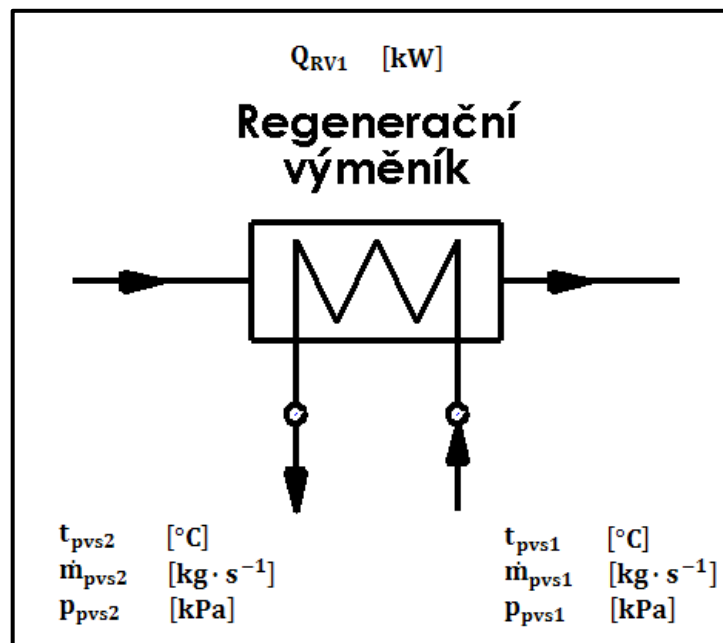 Q_RV1 [kW]
Regenerační
výměník
t_pvs2 [°C]
ṁ_pvs2 [kg · s⁻¹]
p_pvs2 [kPa]
t_pvs1 [°C]
ṁ_pvs1 [kg · s⁻¹]
p_pvs1 [kPa]